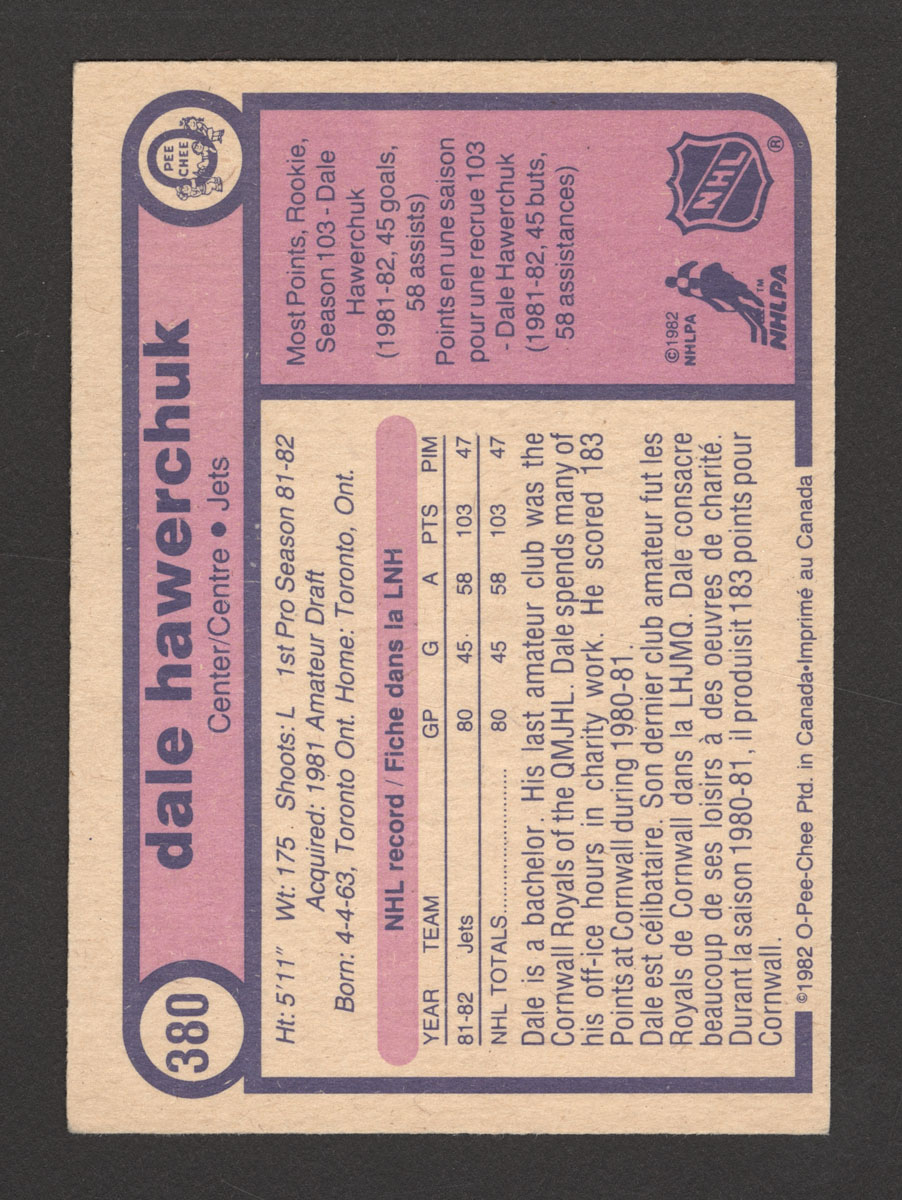 380
dale hawerchuk
Center/Centre • Jets
O
PEE
CHEE
Ht: 5'11" Wt: 175 Shoots: L 1st Pro Season 81-82
Acquired: 1981 Amateur Draft
Born: 4-4-63, Toronto Ont. Home. Toronto, Ont.
NHL record / Fiche dans la LNH
YEAR TEAM GP G A PTS PIM
81-82 Jets 80 45 58 103 47
NHL TOTALS.................... 80 45 58 103 47
Dale is a bachelor. His last amateur club was the
Cornwall Royals of the QMJHL. Dale spends many of
his off-ice hours in charity work. He scored 183
Points at Cornwall during 1980-81.
Dale est célibataire. Son dernier club amateur fut les
Royals de Cornwall dans la LHJMQ. Dale consacre
beaucoup de ses loisirs à des oeuvres de charité.
Durant la saison 1980-81, il produisit 183 points pour
Cornwall.
©1982 O-Pee-Chee Ptd. in Canada•Imprimé au Canada
Most Points, Rookie,
Season 103 - Dale
Hawerchuk
(1981-82, 45 goals,
58 assists)
Points en une saison
pour une recrue 103
- Dale Hawerchuk
(1981-82, 45 buts,
58 assistances)
©1982
NHLPA
TM
NHLPA
NHL
®